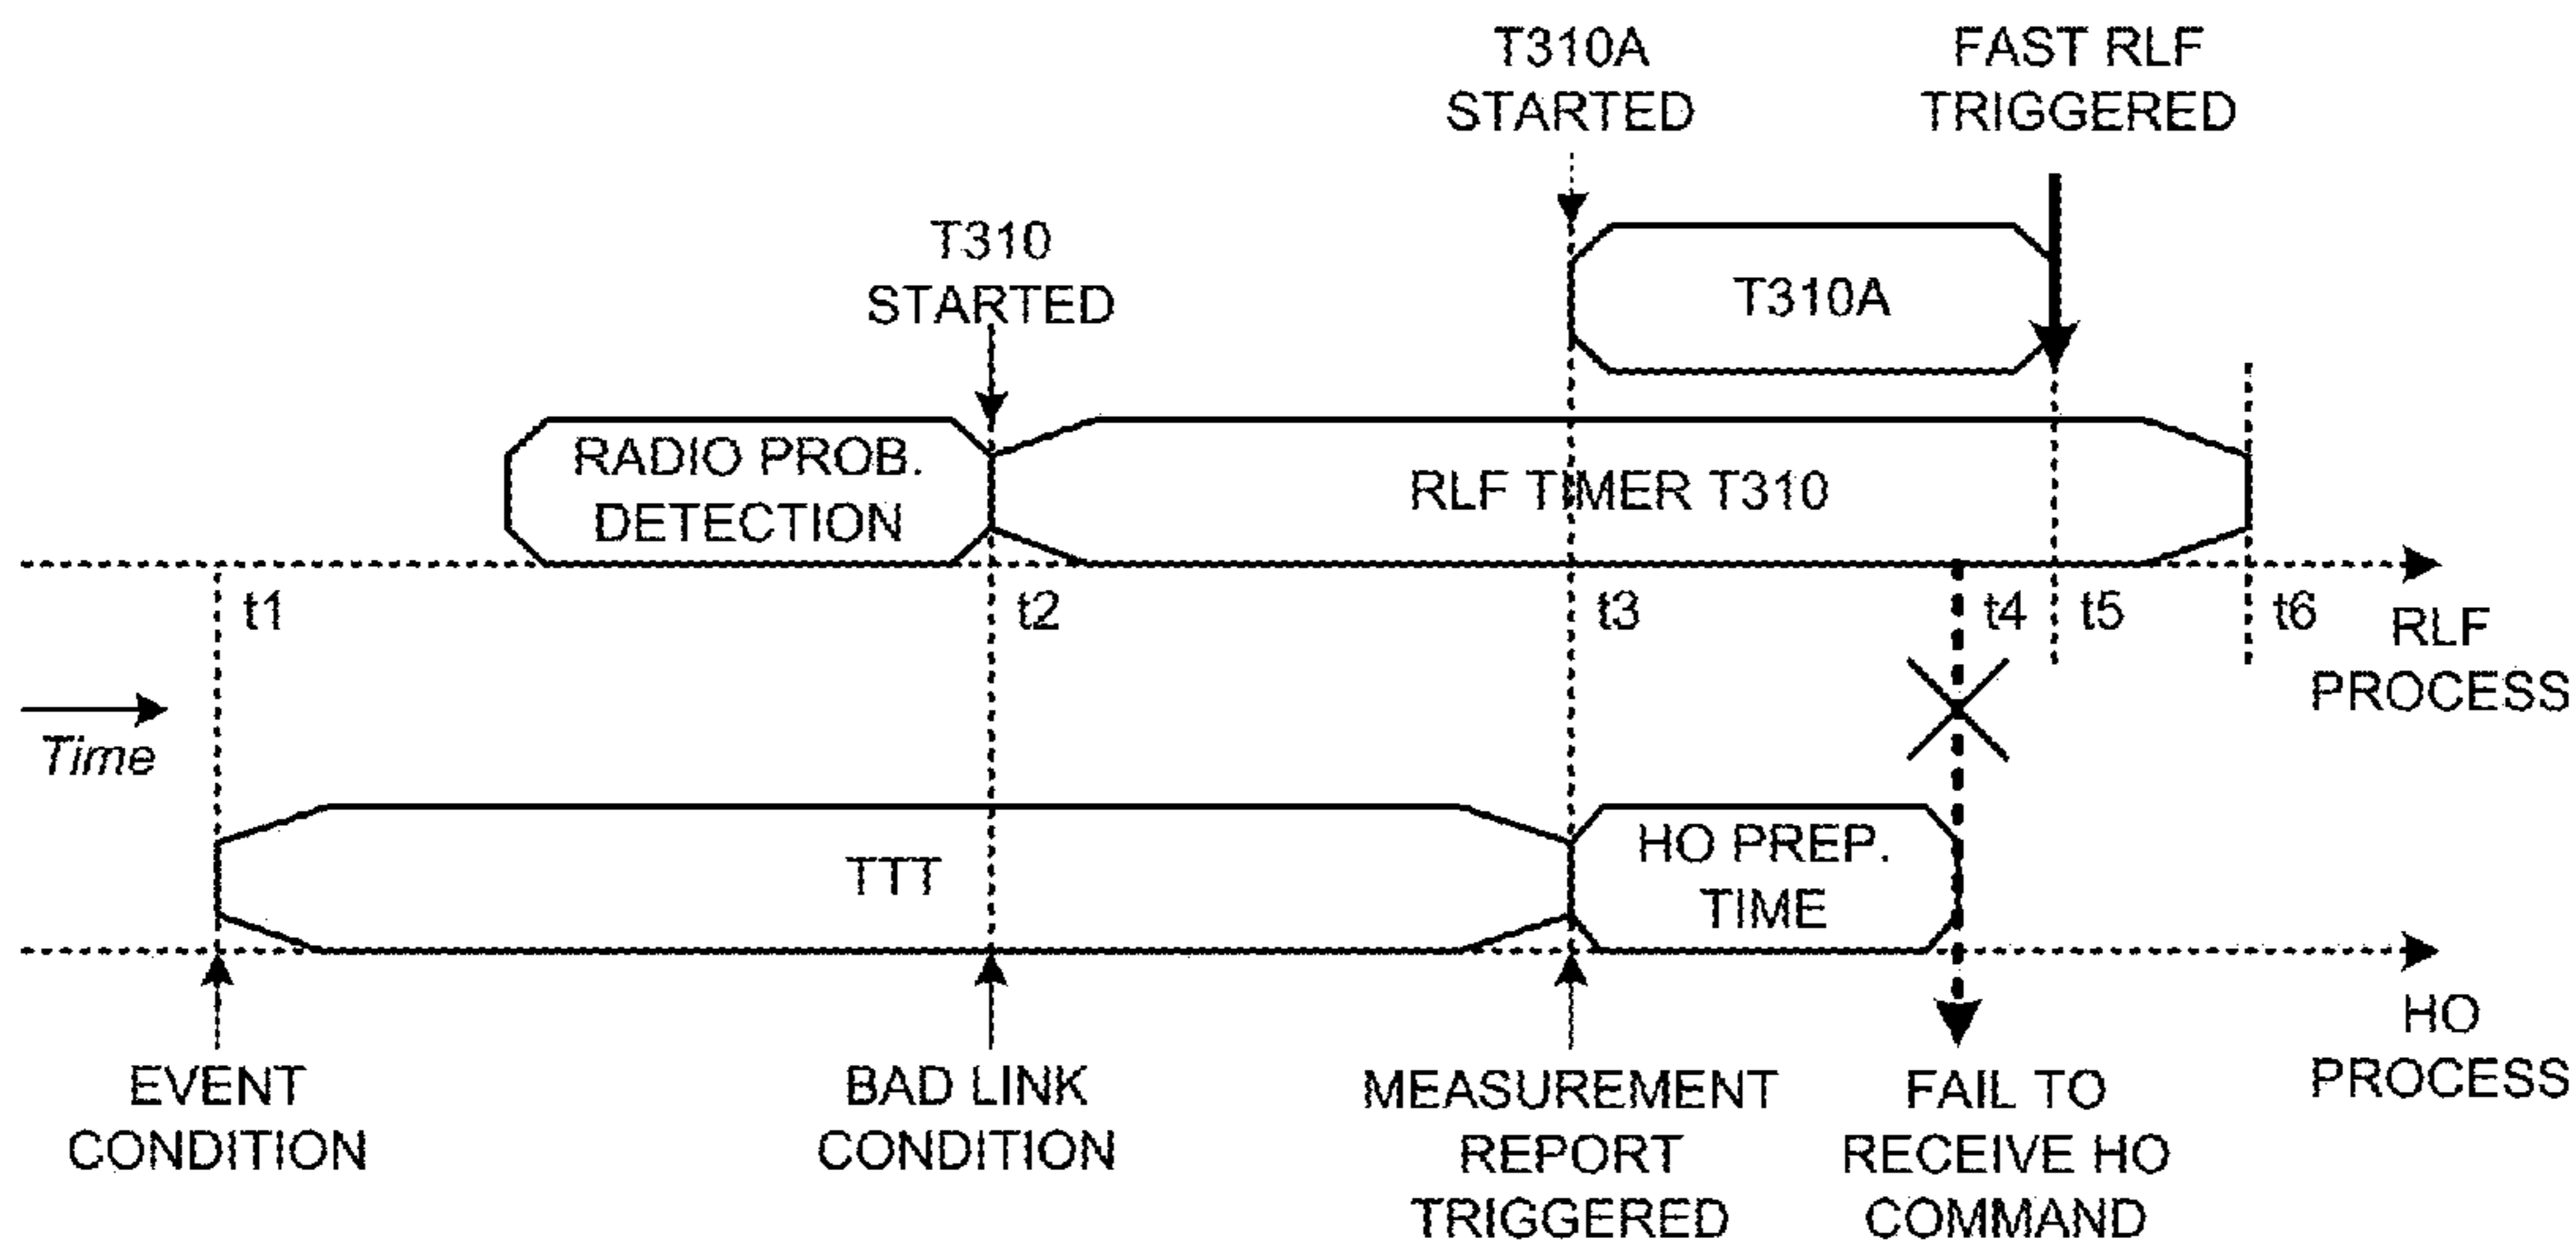 T310A
STARTED
FAST RLF
TRIGGERED
T310
STARTED
T310A
RADIO PROB.
DETECTION
RLF TIMER T310
t1
t2
t3
t4
t5
t6
RLF
PROCESS
Time
TTT
HO PREP.
TIME
HO
PROCESS
EVENT
CONDITION
BAD LINK
CONDITION
MEASUREMENT
REPORT
TRIGGERED
FAIL TO
RECEIVE HO
COMMAND